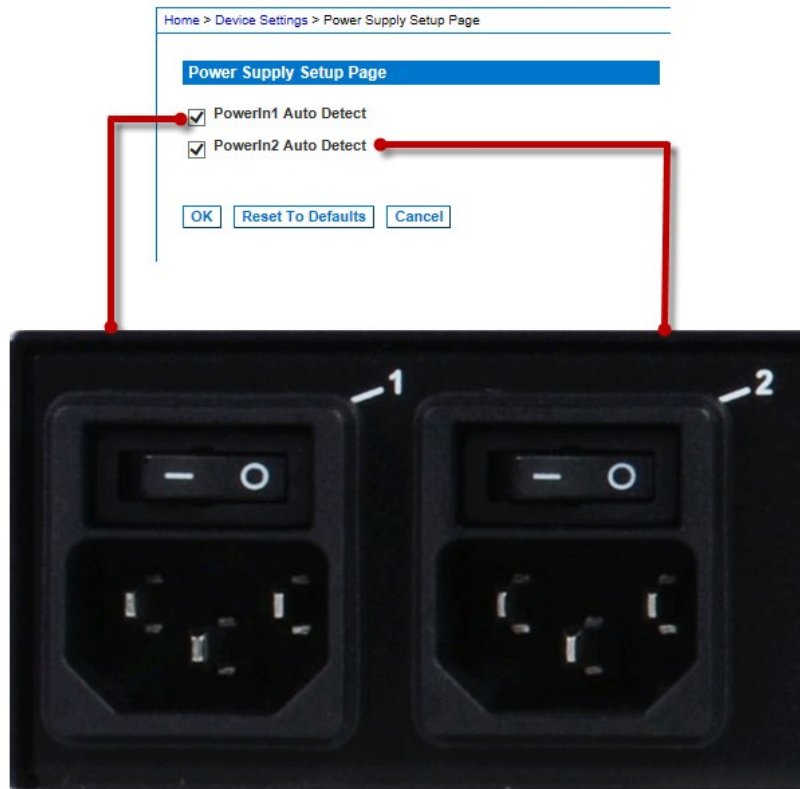 Home > Device Settings > Power Supply Setup Page
Power Supply Setup Page
PowerIn1 Auto Detect
PowerIn2 Auto Detect
OK Reset To Defaults Cancel
1 2